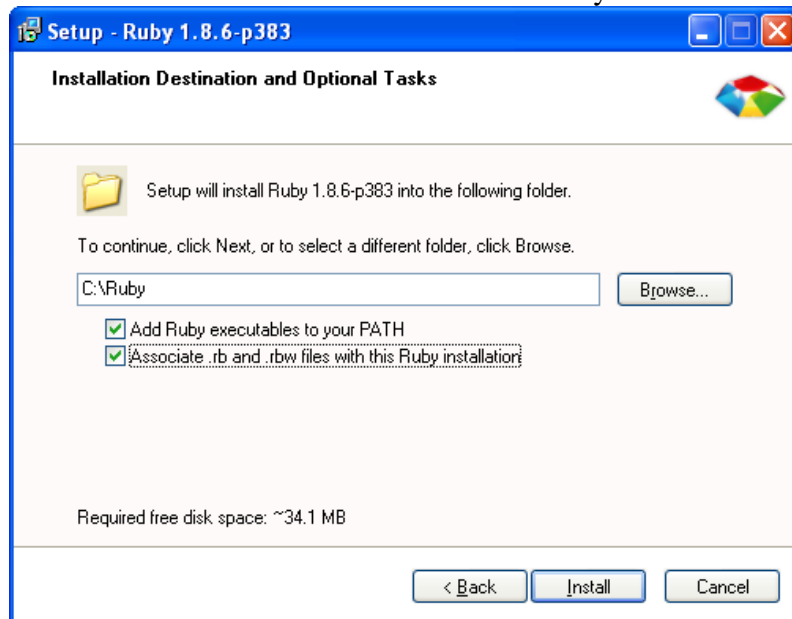 Setup - Ruby 1.8.6-p383
Installation Destination and Optional Tasks
Setup will install Ruby 1.8.6-p383 into the following folder.
To continue, click Next, or to select a different folder, click Browse.
C:\Ruby
Browse...
Add Ruby executables to your PATH
Associate .rb and .rbw files with this Ruby installation
Required free disk space: ~34.1 MB
< Back Install Cancel